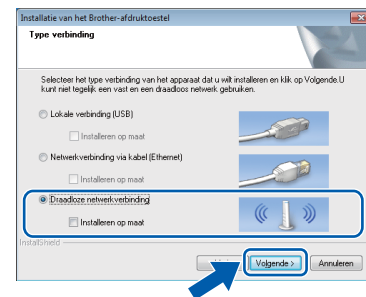 Installatie van het Brother-afdruktoestel
Type verbinding
Selecteer het type verbinding van het apparaat dat u wilt installeren en klik op Volgende.U
kunt niet tegelijk een vast en een draadloos netwerk gebruiken.
Lokale verbinding (USB)
Installeren op maat
Netwerkverbinding via kabel (Ethernet)
Installeren op maat
Draadloze netwerkverbinding
Installeren op maat
InstallShield
Volgende > Annuleren